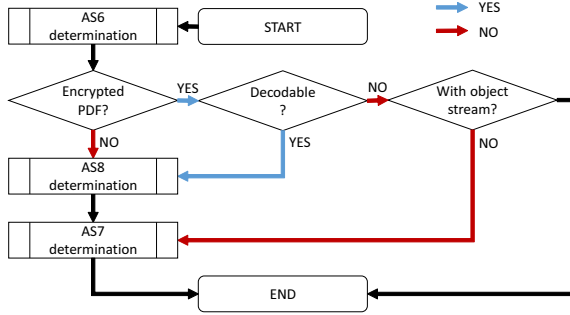 YES
NO
AS6
determination
START
Encrypted
PDF?
YES
Decodable
?
NO
With object
stream?
NO
YES
NO
AS8
determination
AS7
determination
END